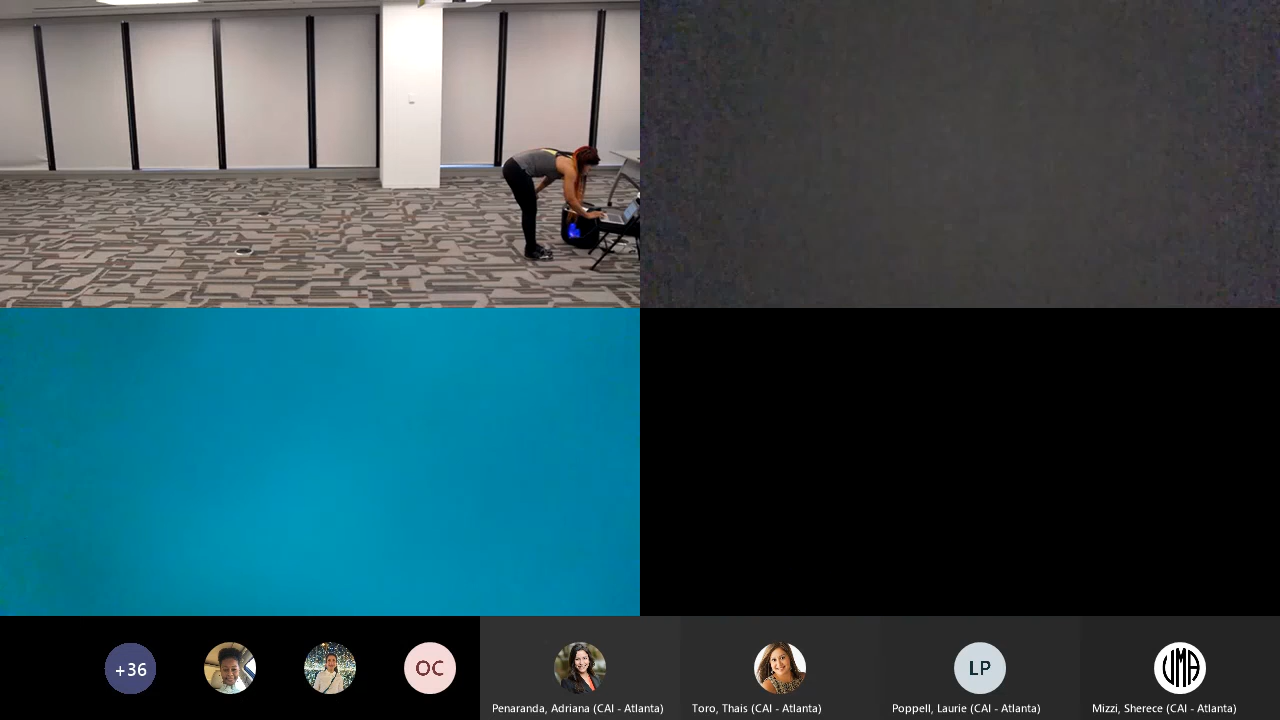 +36
OC
Penaranda, Adriana (CAI - Atlanta)
Toro, Thais (CAI - Atlanta)
LP
Poppell, Laurie (CAI - Atlanta)
UMA
Mizzi, Sherece (CAI - Atlanta)